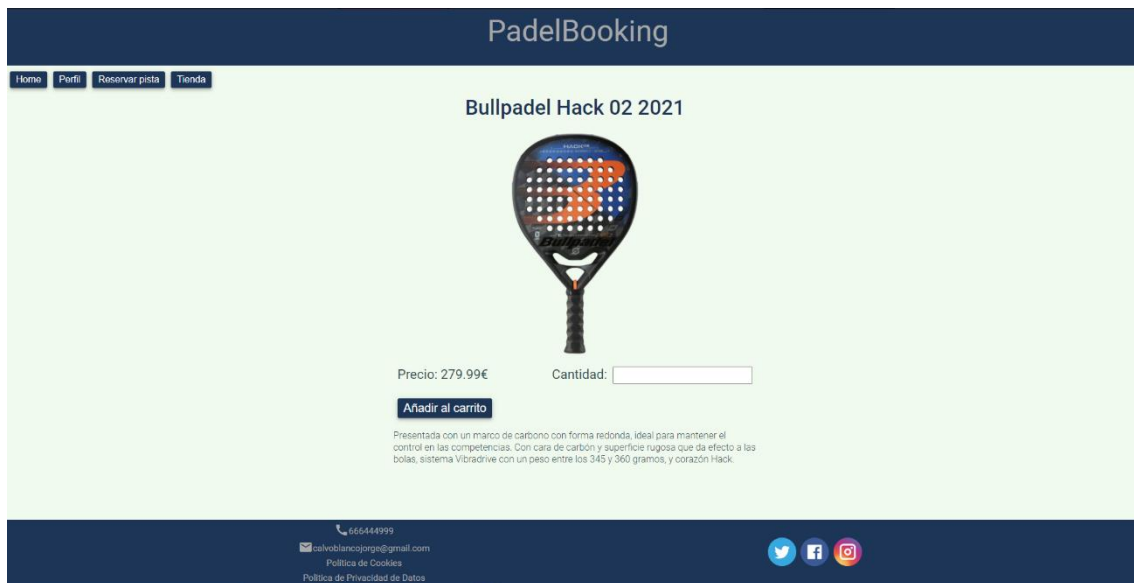 PadelBooking
Home Perfil Reservar pista Tienda
Bullpadel Hack 02 2021
Bullpadel
Precio: 279.99€ Cantidad:
Añadir al carrito
Presentada con un marco de carbono con forma redonda, ideal para mantener el
control en las competencias. Con cara de carbón y superficie rugosa que da efecto a las
bolas, sistema Vibradrive con un peso entre los 345 y 360 gramos, y corazón Hack.
666444999
calvoblancojorge@gmail.com
Política de Cookies
Política de Privacidad de Datos